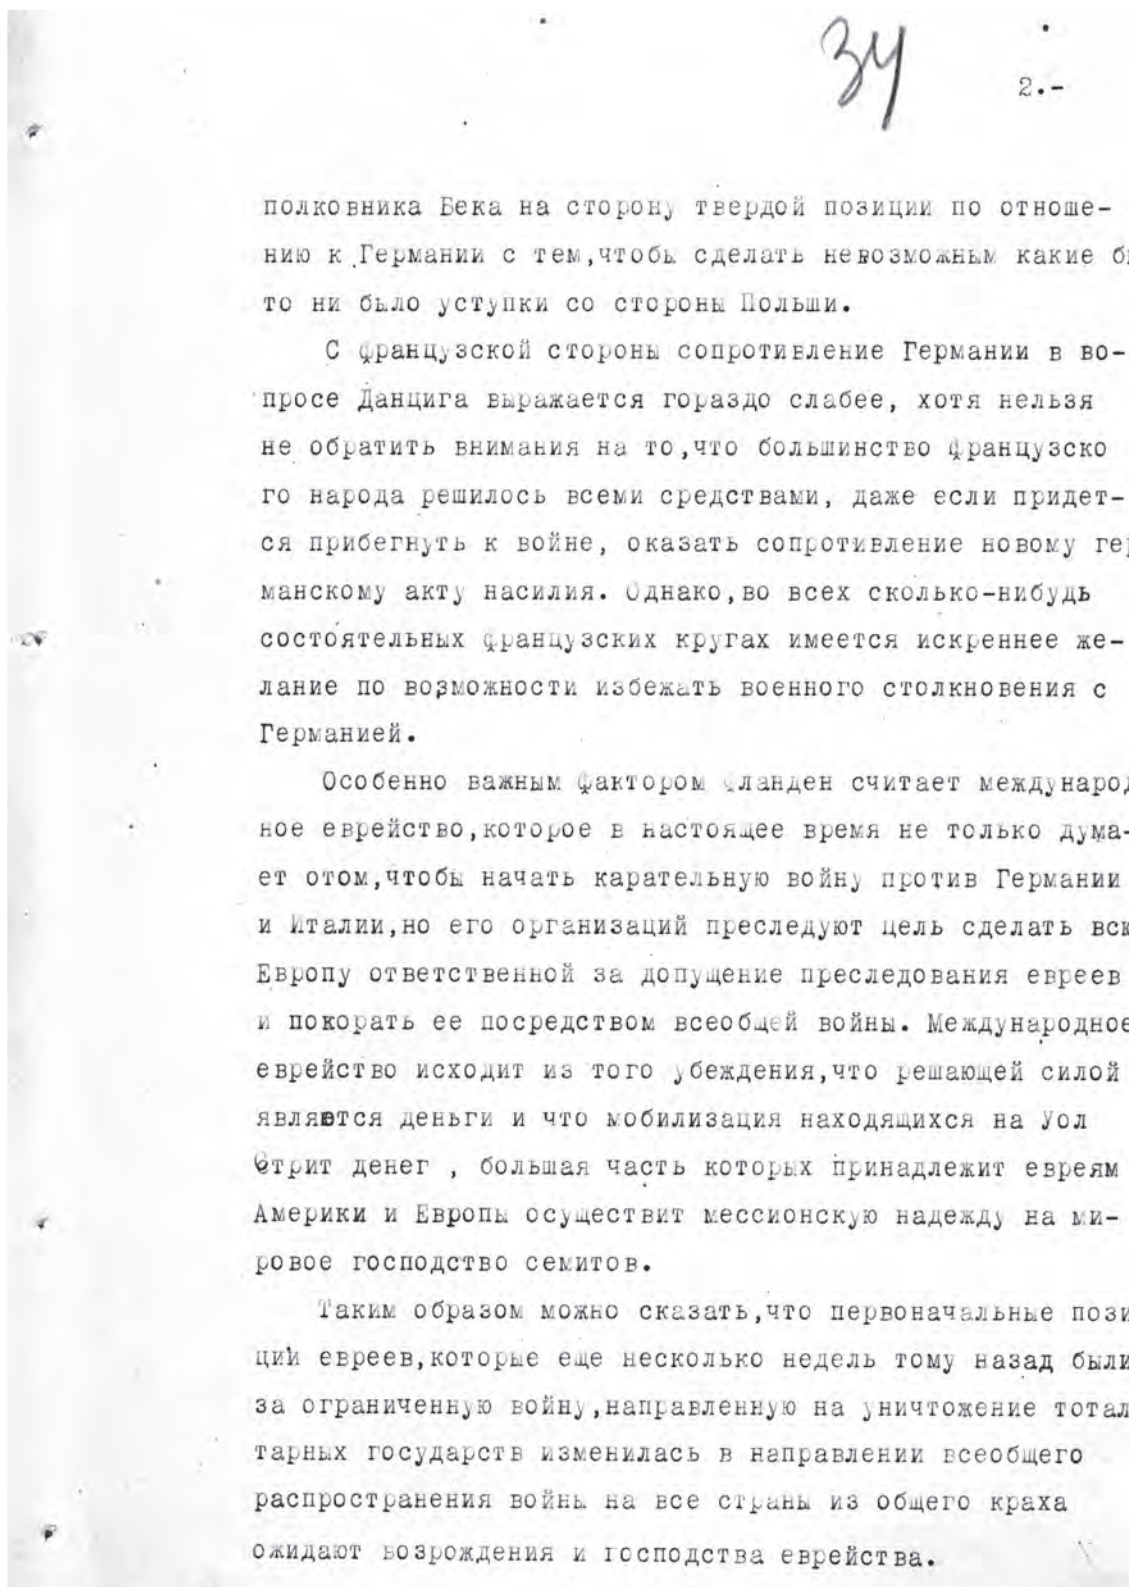 34
2.-
полковника Бека на сторону твердой позиции по отноше-
нию к Германии с тем,чтобы сделать невозможным какие бы
то ни было уступки со стороны Польши.
С французской стороны сопротивление Германии в во-
просе Данцига выражается гораздо слабее, хотя нельзя
не обратить внимания на то,что большинство французско
го народа решилось всеми средствами, даже если придет-
ся прибегнуть к войне, оказать сопротивление новому гер
манскому акту насилия. Однако,во всех сколько-нибудь
состоятельных французских кругах имеется искреннее же-
лание по возможности избежать военного столкновения с
Германией.
Особенно важным фактором Фланден считает международ
ное еврейство,которое в настоящее время не только дума-
ет отом,чтобы начать карательную войну против Германии
и Италии,но его организаций преследуют цель сделать всю
Европу ответственной за допущение преследования евреев
и покорать ее посредством всеобщей войны. Международное
еврейство исходит из того убеждения,что решающей силой
являются деньги и что мобилизация находящихся на Уол
Стрит денег , большая часть которых принадлежит евреям
Америки и Европы осуществит мессионскую надежду на ми-
ровое господство семитов.
Таким образом можно сказать,что первоначальные пози
ции евреев,которые еще несколько недель тому назад были
за ограниченную войну,направленную на уничтожение тотал
тарных государств изменилась в направлении всеобщего
распространения войны на все страны из общего краха
ожидают возрождения и господства еврейства.